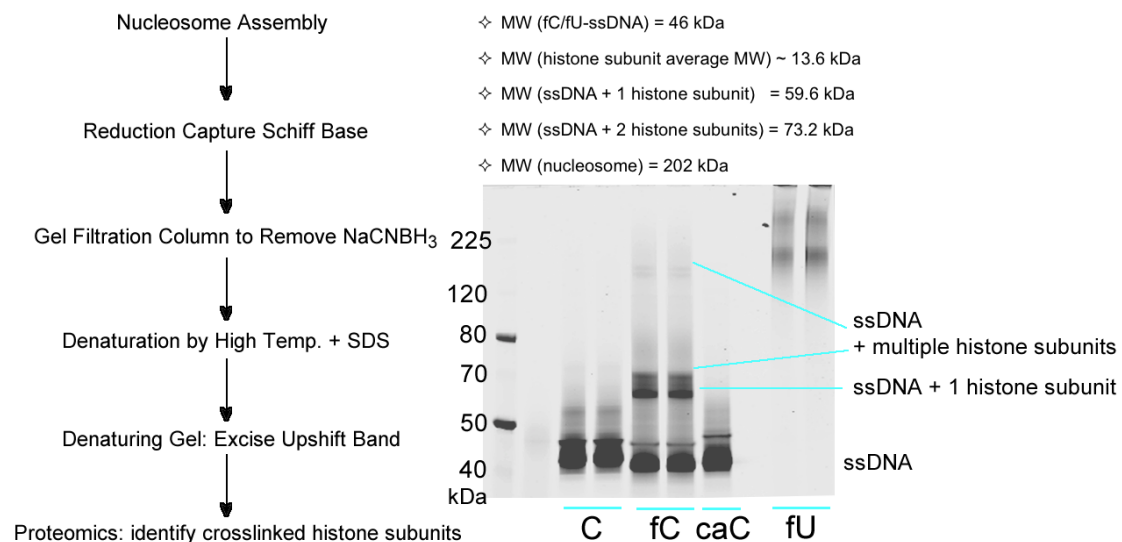 Nucleosome Assembly
Reduction Capture Schiff Base
Gel Filtration Column to Remove NaCNBH3
Denaturation by High Temp. + SDS
Denaturing Gel: Excise Upshift Band
Proteomics: identify crosslinked histone subunits
✧ MW (fC/fU-ssDNA) = 46 kDa
✧ MW (histone subunit average MW) ~ 13.6 kDa
✧ MW (ssDNA + 1 histone subunit) = 59.6 kDa
✧ MW (ssDNA + 2 histone subunits) = 73.2 kDa
✧ MW (nucleosome) = 202 kDa
225
120
80
70
50
40
kDa
ssDNA
+ multiple histone subunits
ssDNA + 1 histone subunit
ssDNA
C fC caC fU